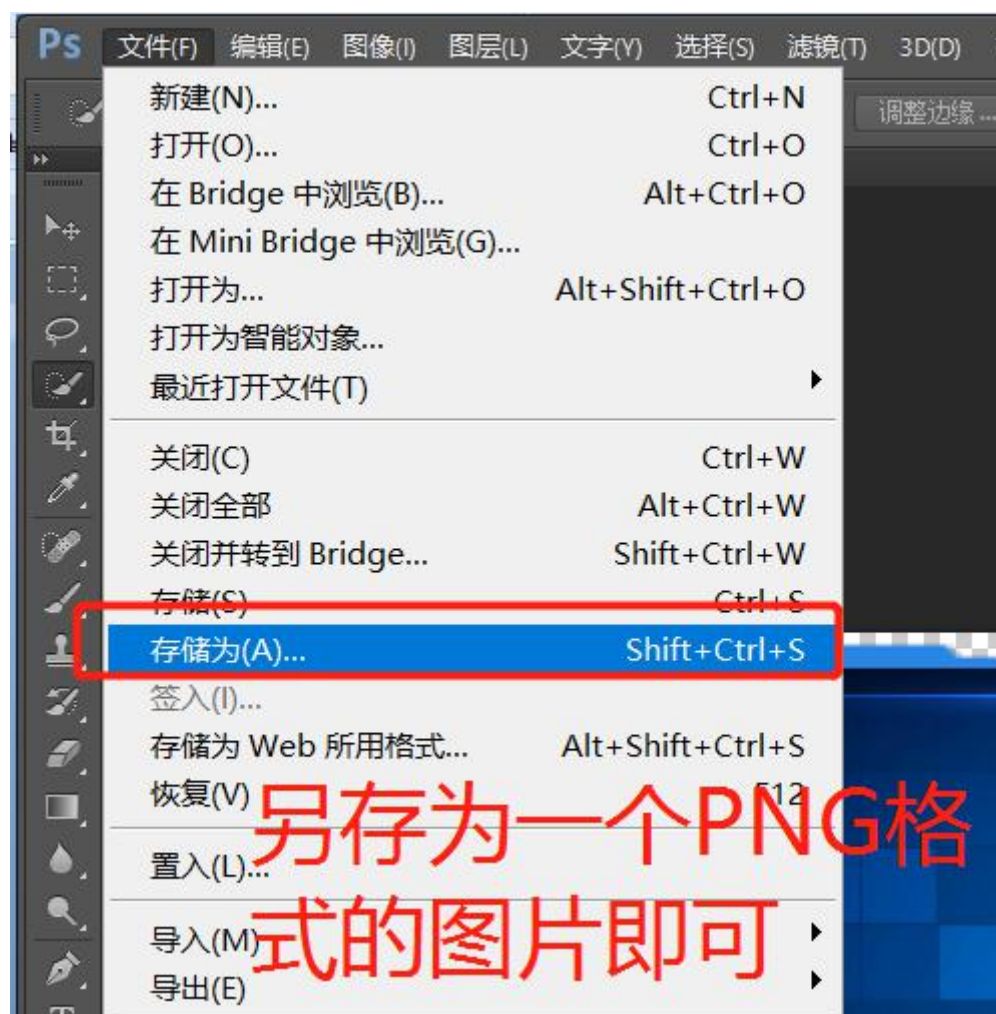 Ps 文件(F) 编辑(E) 图像(I) 图层(L) 文字(Y) 选择(S) 滤镜(T) 3D(D)
调整边缘...
新建(N)... Ctrl+N
打开(O)... Ctrl+O
在 Bridge 中浏览(B)... Alt+Ctrl+O
在 Mini Bridge 中浏览(G)...
打开为... Alt+Shift+Ctrl+O
打开为智能对象...
最近打开文件(T)
关闭(C) Ctrl+W
关闭全部 Alt+Ctrl+W
关闭并转到 Bridge... Shift+Ctrl+W
存储(S) Ctrl+S
存储为(A)... Shift+Ctrl+S
签入(I)...
存储为 Web 所用格式... Alt+Shift+Ctrl+S
恢复(V) F12
另存为一个PNG格
置入(L)...
式的图片即可
导入(M)
导出(E)